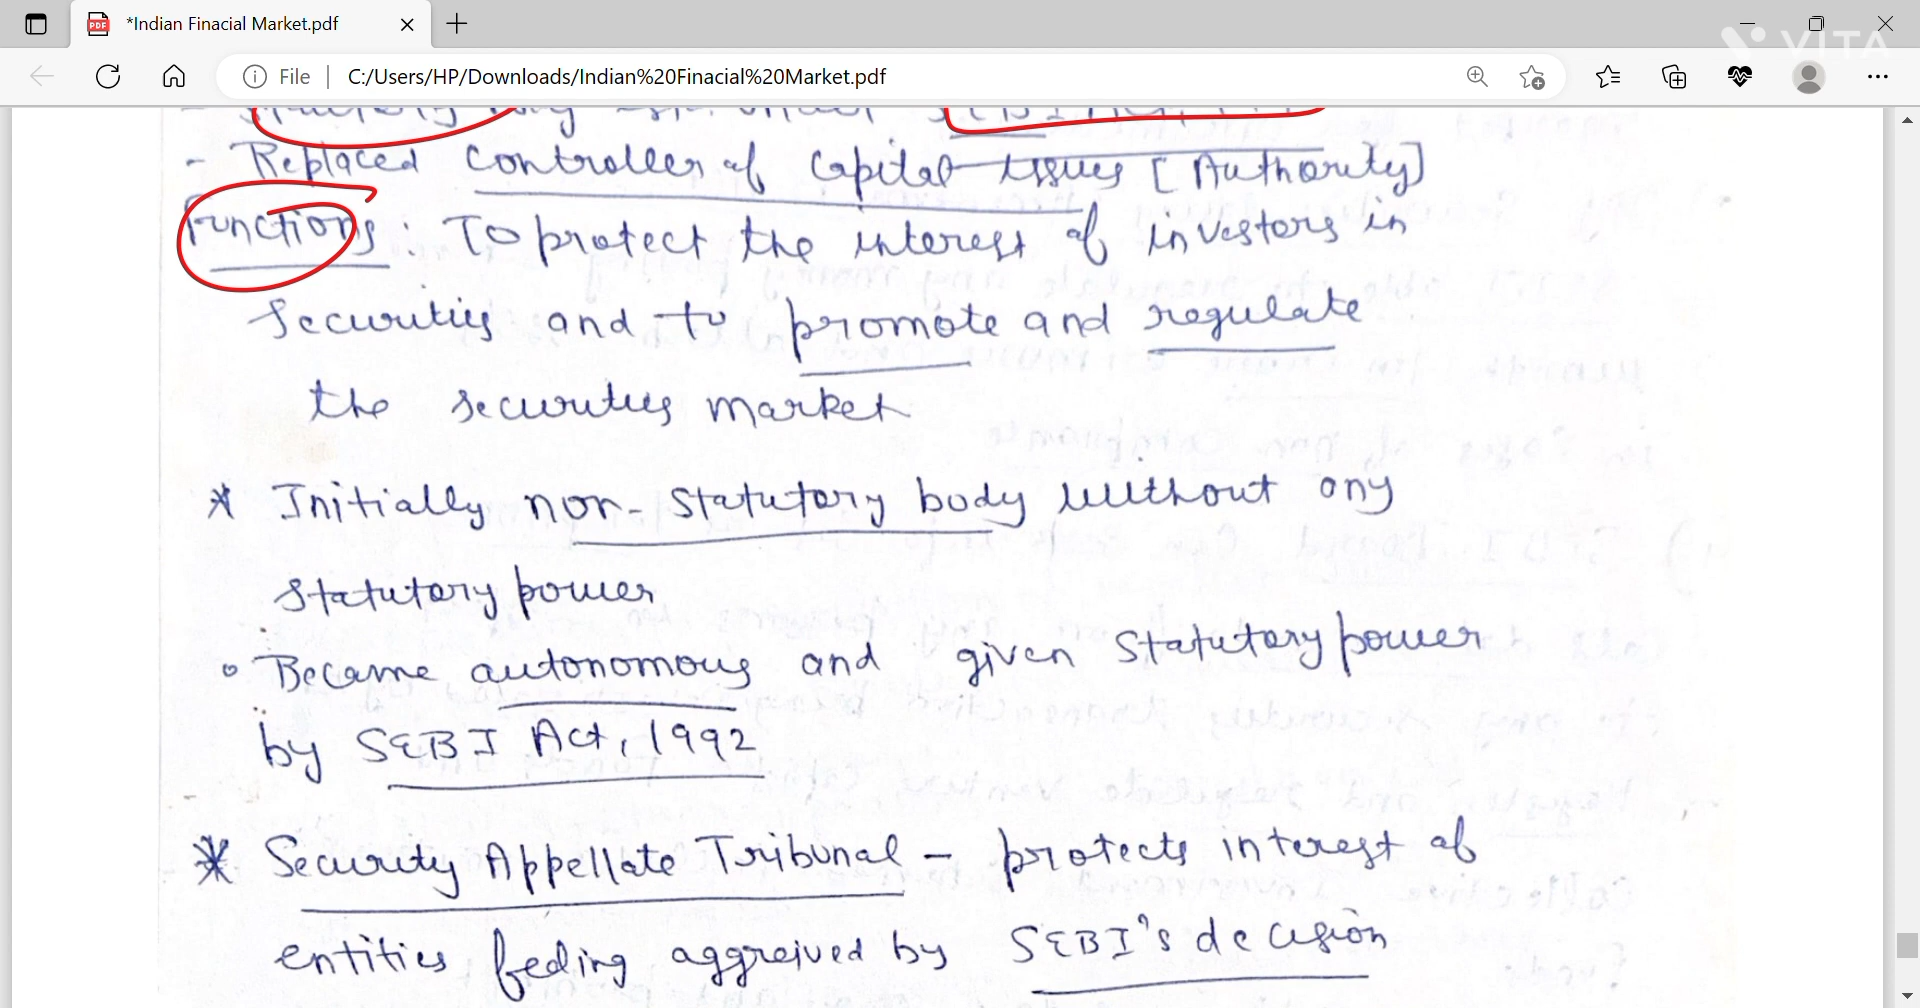 *Indian Finacial Market.pdf
VITA
File C:/Users/HP/Downloads/Indian%20Finacial%20Market.pdf
- Replaced controller of Capital Issues [Authority]
Functions : To protect the interest of investors in
Securities and to promote and regulate
the securities market
* Initially non-statutory body without any
statutory power
Became autonomous and given statutory power
by SEBI Act, 1992
* Security Appellate Tribunal - protects interest of
entities feeling aggreived by SEBI's decision